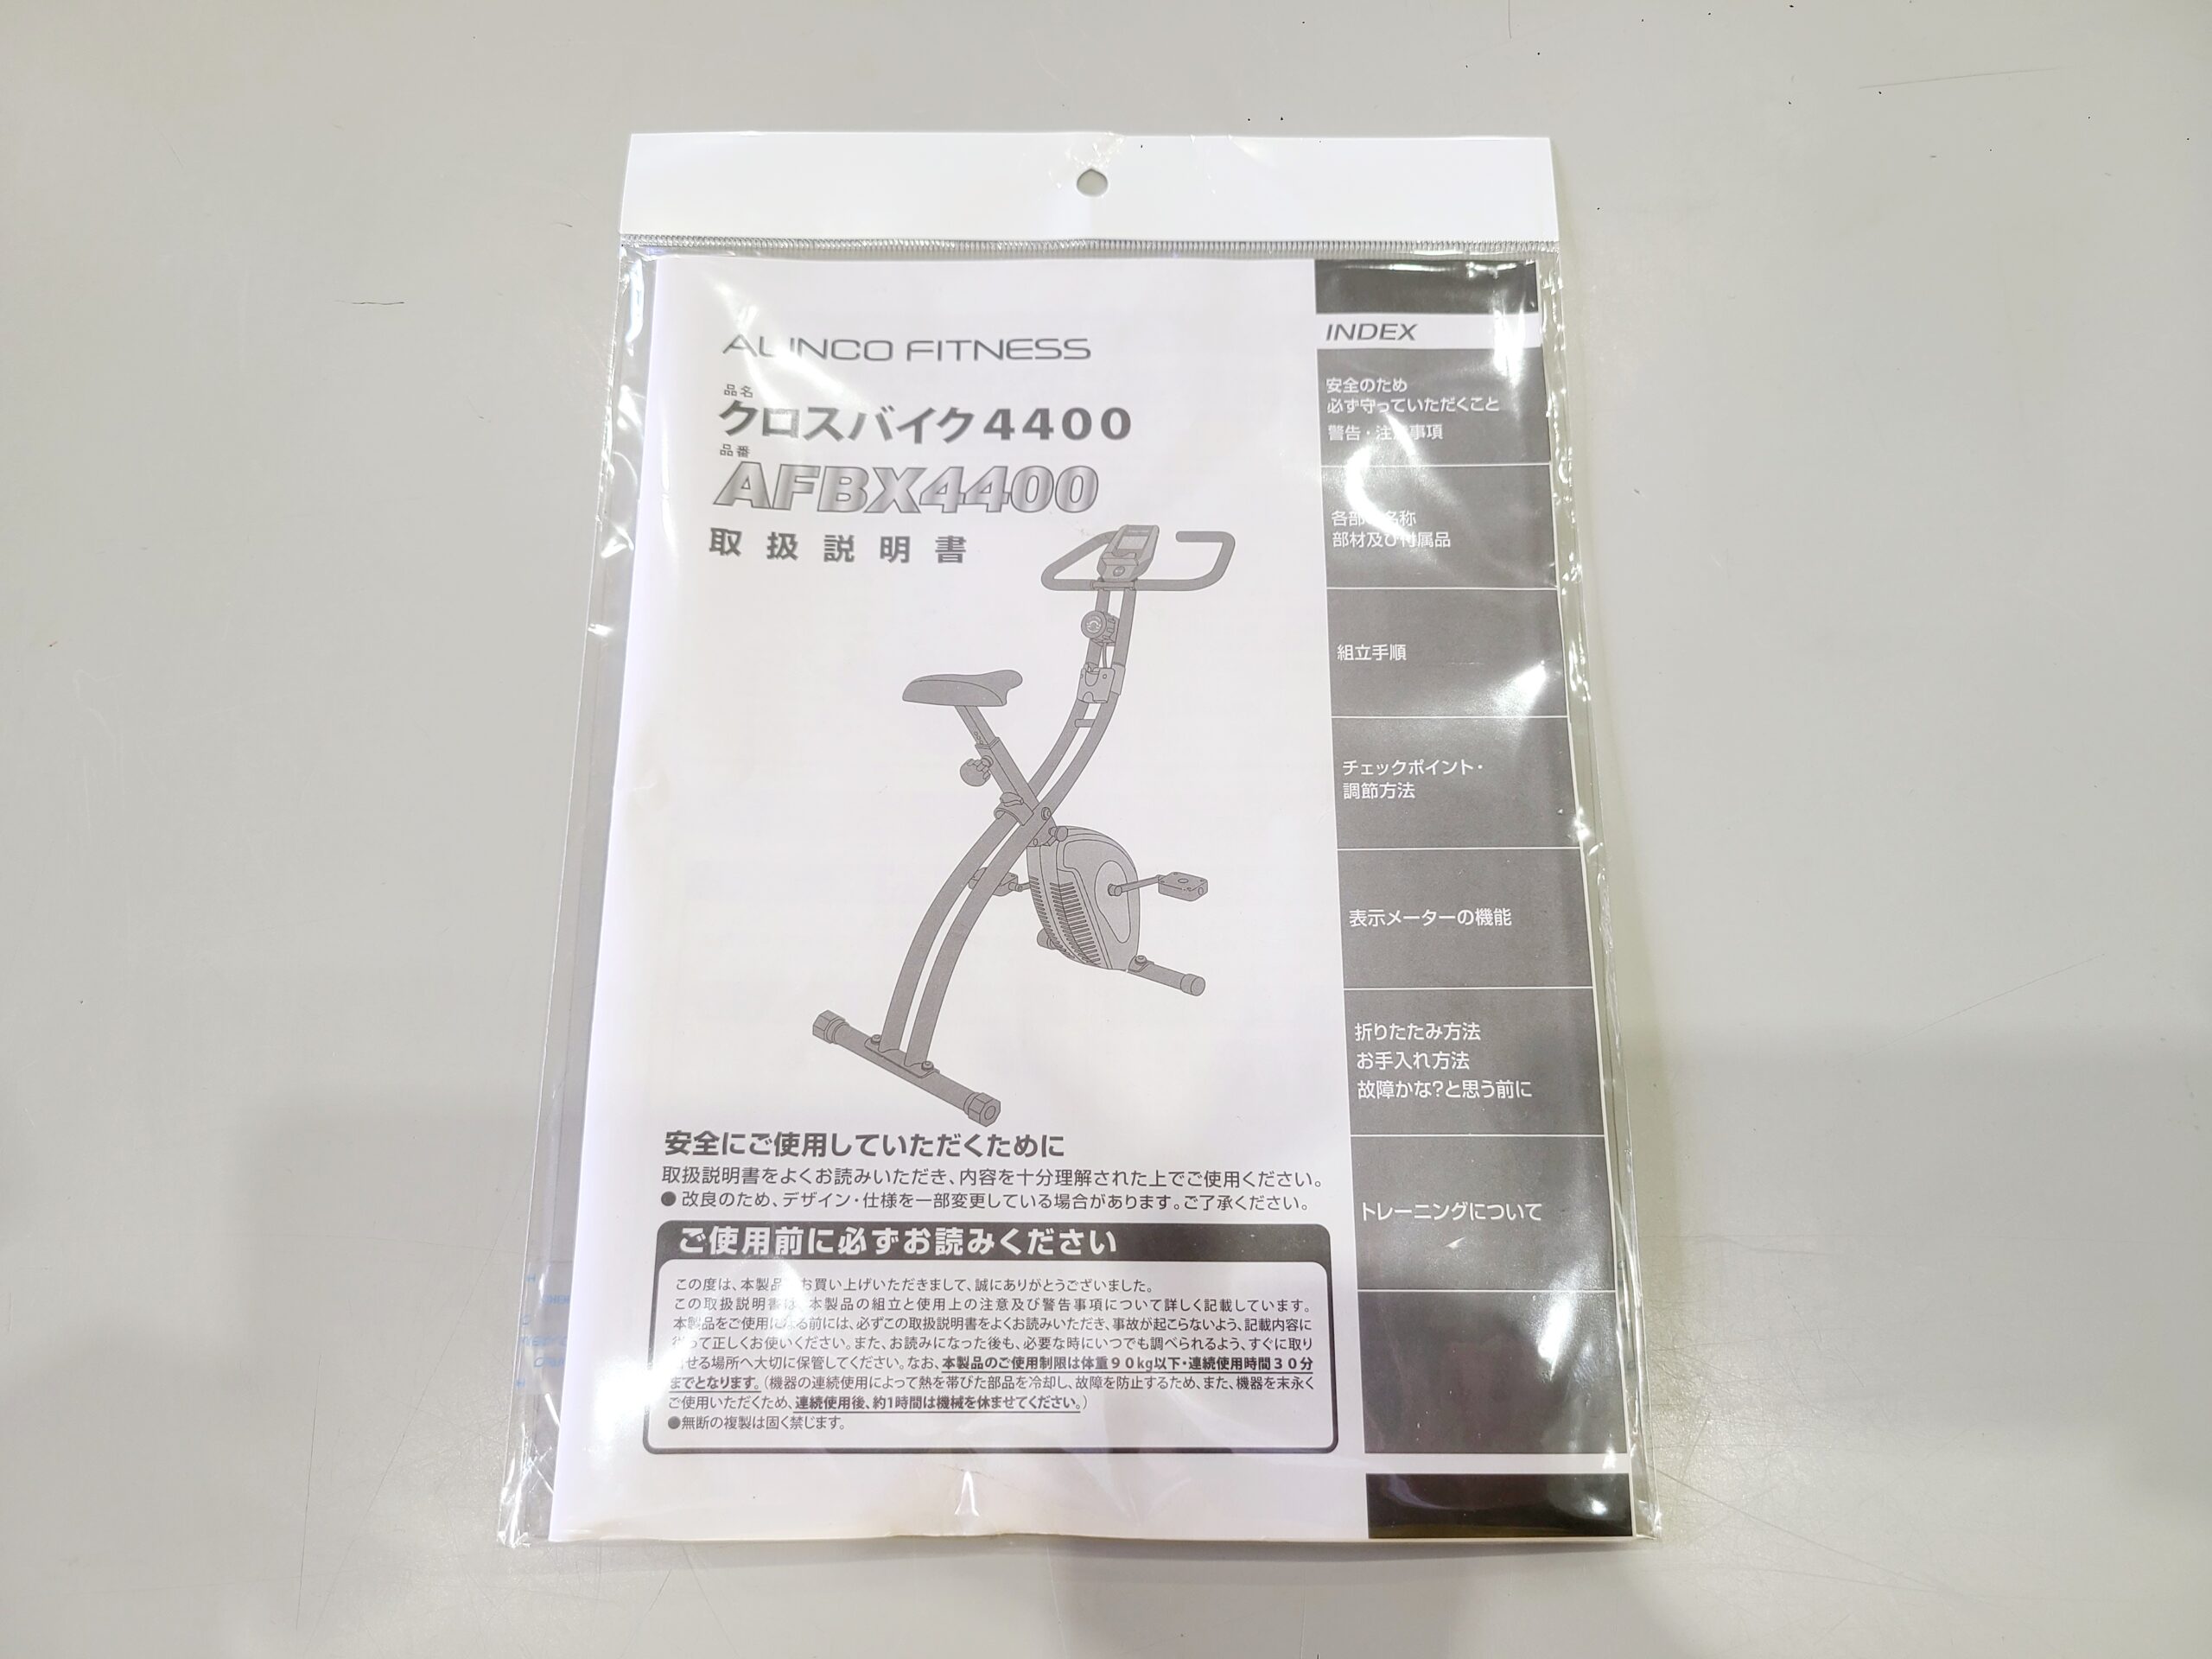 ALINCO FITNESS
品名
クロスバイク4400
品番
AFBX4400
取扱説明書
安全にご使用していただくために
取扱説明書をよくお読みいただき、内容を十分理解された上でご使用ください。
● 改良のため、デザイン・仕様を一部変更している場合があります。ご了承ください。
ご使用前に必ずお読みください
この度は、本製品 お買い上げいただきまして、誠にありがとうございました。
この取扱説明書は、本製品の組立と使用上の注意及び警告事項について詳しく記載しています。
本製品をご使用になる前には、必ずこの取扱説明書をよくお読みいただき、事故が起こらないよう、記載内容に
従って正しくお使いください。また、お読みになった後も、必要な時にいつでも調べられるよう、すぐに取り
せる場所へ大切に保管してください。なお、本製品のご使用制限は体重90kg以下・連続使用時間30分
までとなります。(機器の連続使用によって熱を帯びた部品を冷却し、故障を防止するため、また、機器を末永く
ご使用いただくため、連続使用後、約1時間は機械を休ませてください。)
●無断の複製は固く禁じます。
INDEX
安全のため
必ず守っていただくこと
警告・注意事項
各部の名称
部材及び付属品
組立手順
チェックポイント・
調節方法
表示メーターの機能
折りたたみ方法
お手入れ方法
故障かな?と思う前に
トレーニングについて